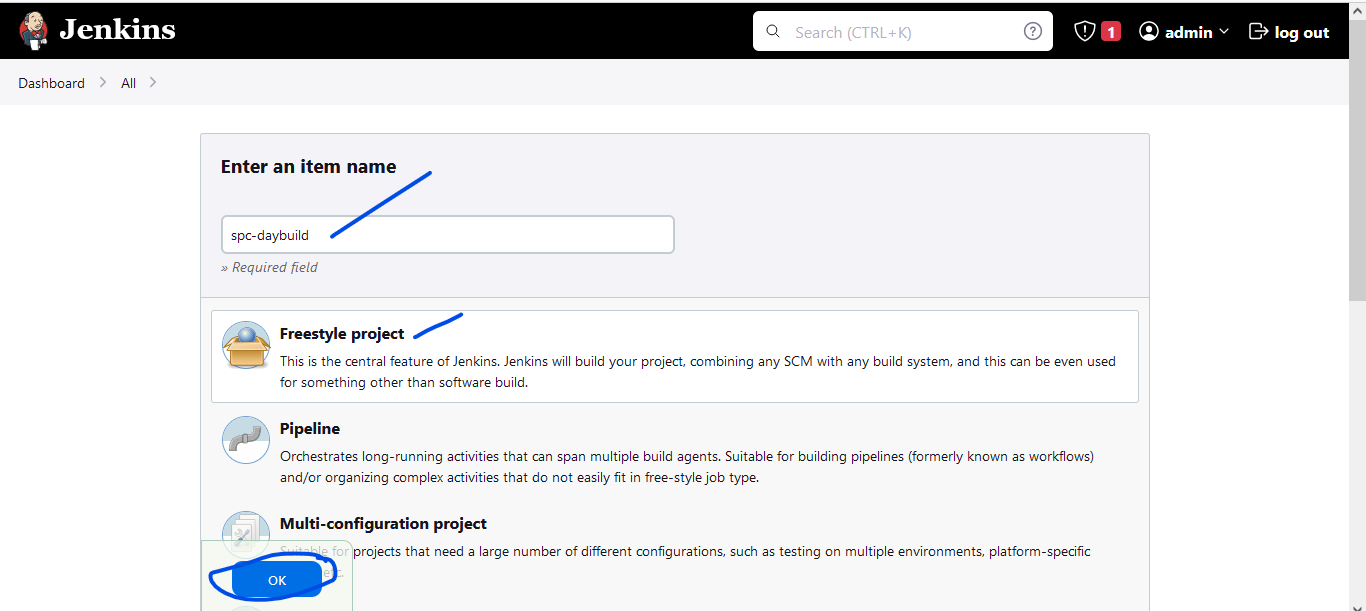 Jenkins
Search (CTRL+K)
1
admin
log out
Dashboard
All
Enter an item name
spc-daybuild
» Required field
Freestyle project
This is the central feature of Jenkins. Jenkins will build your project, combining any SCM with any build system, and this can be even used
for something other than software build.
Pipeline
Orchestrates long-running activities that can span multiple build agents. Suitable for building pipelines (formerly known as workflows)
and/or organizing complex activities that do not easily fit in free-style job type.
Multi-configuration project
Suitable for projects that need a large number of different configurations, such as testing on multiple environments, platform-specific
etc.
OK